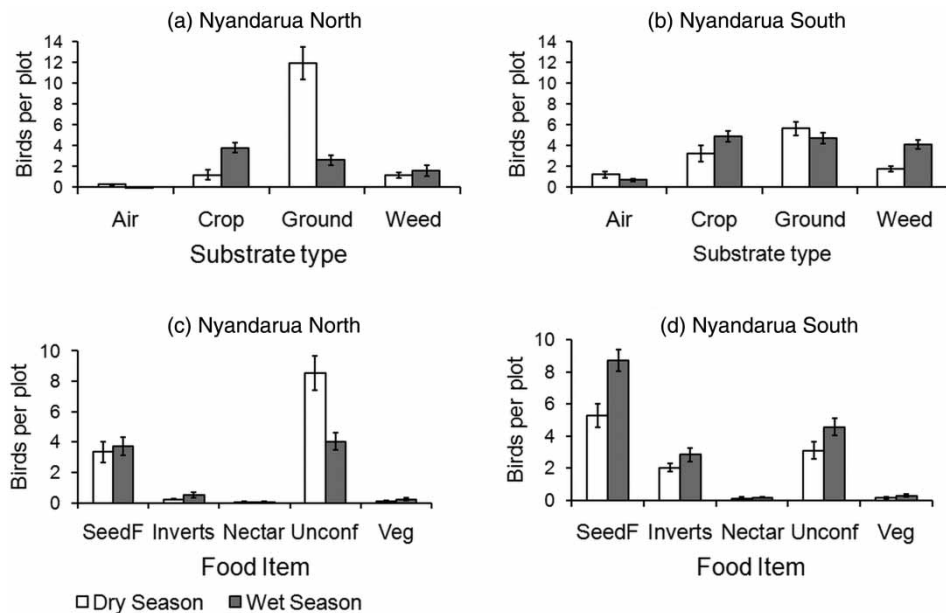 (a) Nyandarua North
(b) Nyandarua South
Birds per plot
14
12
10
8
6
4
2
0
Air Crop Ground Weed
Substrate type
Birds per plot
14
12
10
8
6
4
2
0
Air Crop Ground Weed
Substrate type
(c) Nyandarua North
(d) Nyandarua South
Birds per plot
10
8
6
4
2
0
SeedF Inverts Nectar Unconf Veg
Food Item
Birds per plot
10
8
6
4
2
0
SeedF Inverts Nectar Unconf Veg
Food Item
Dry Season Wet Season